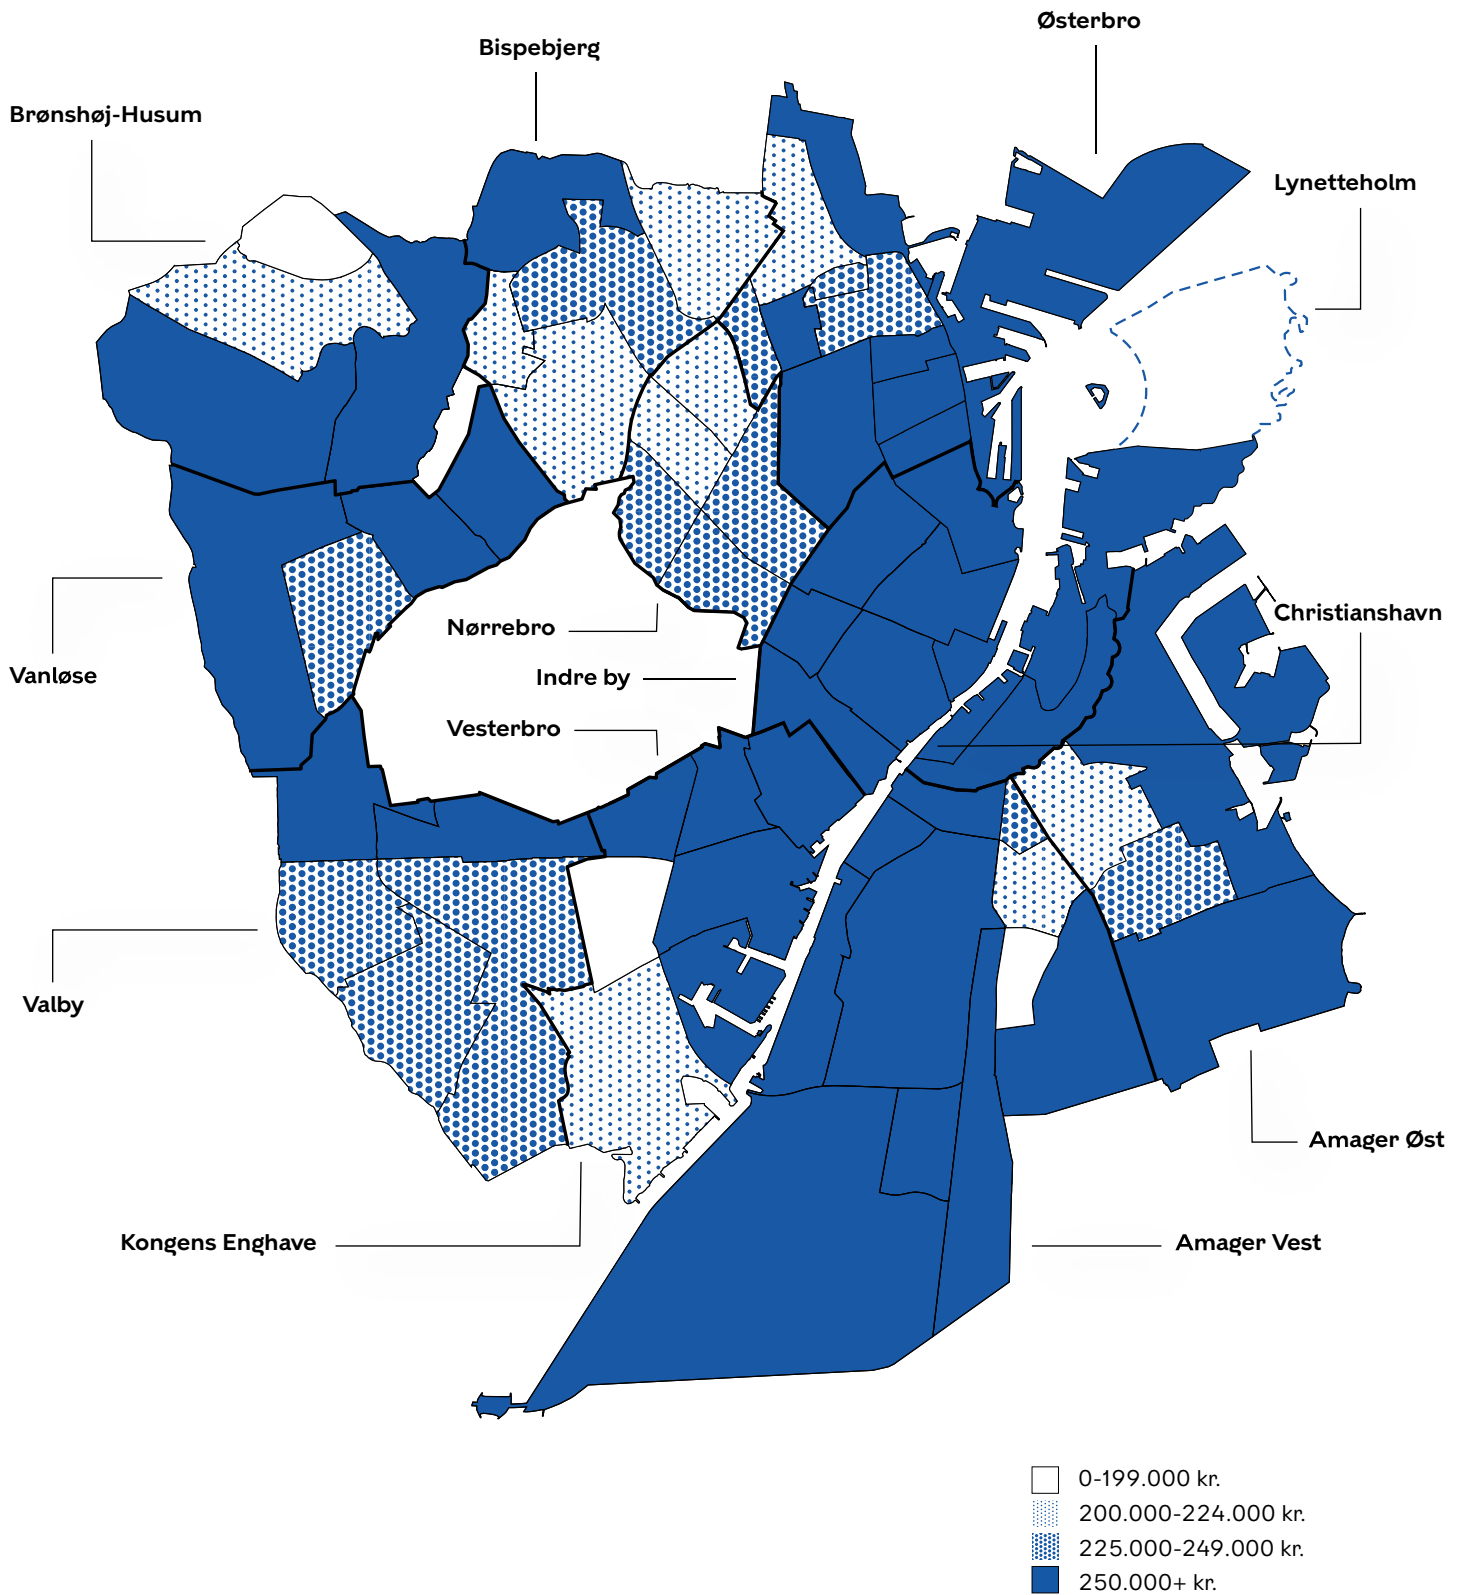 Østerbro
Bispebjerg
Brønshøj-Husum
Lynetteholm
Christianshavn
Nørrebro
Vanløse
Indre by
Vesterbro
Valby
Amager Øst
Kongens Enghave
Amager Vest
0-199.000 kr.
200.000-224.000 kr.
225.000-249.000 kr.
250.000+ kr.